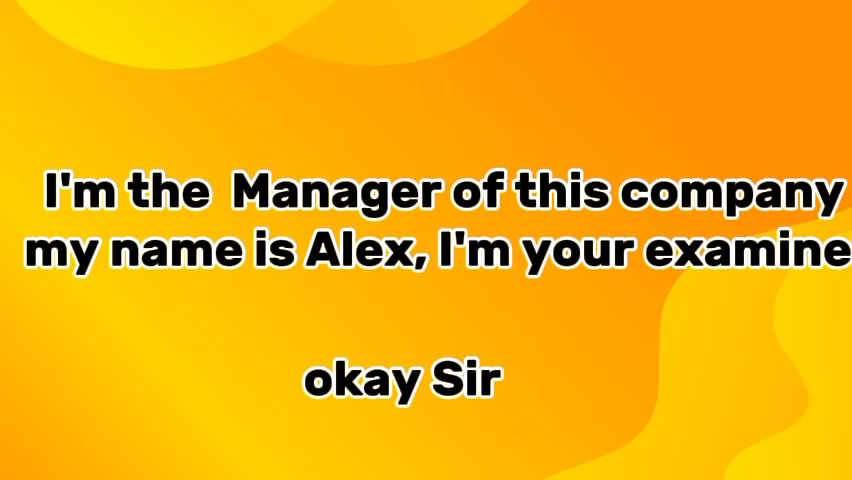 I'm the  Manager of this company
my name is Alex, I'm your examine
okay Sir